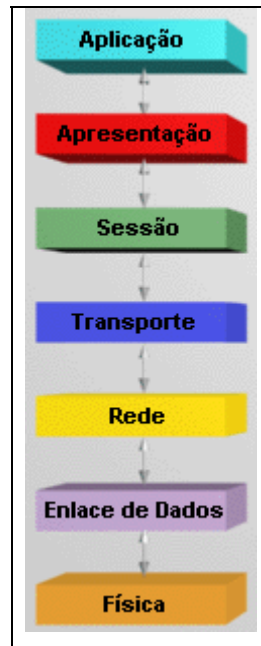 Aplicação
Apresentação
Sessão
Transporte
Rede
Enlace de Dados
Física